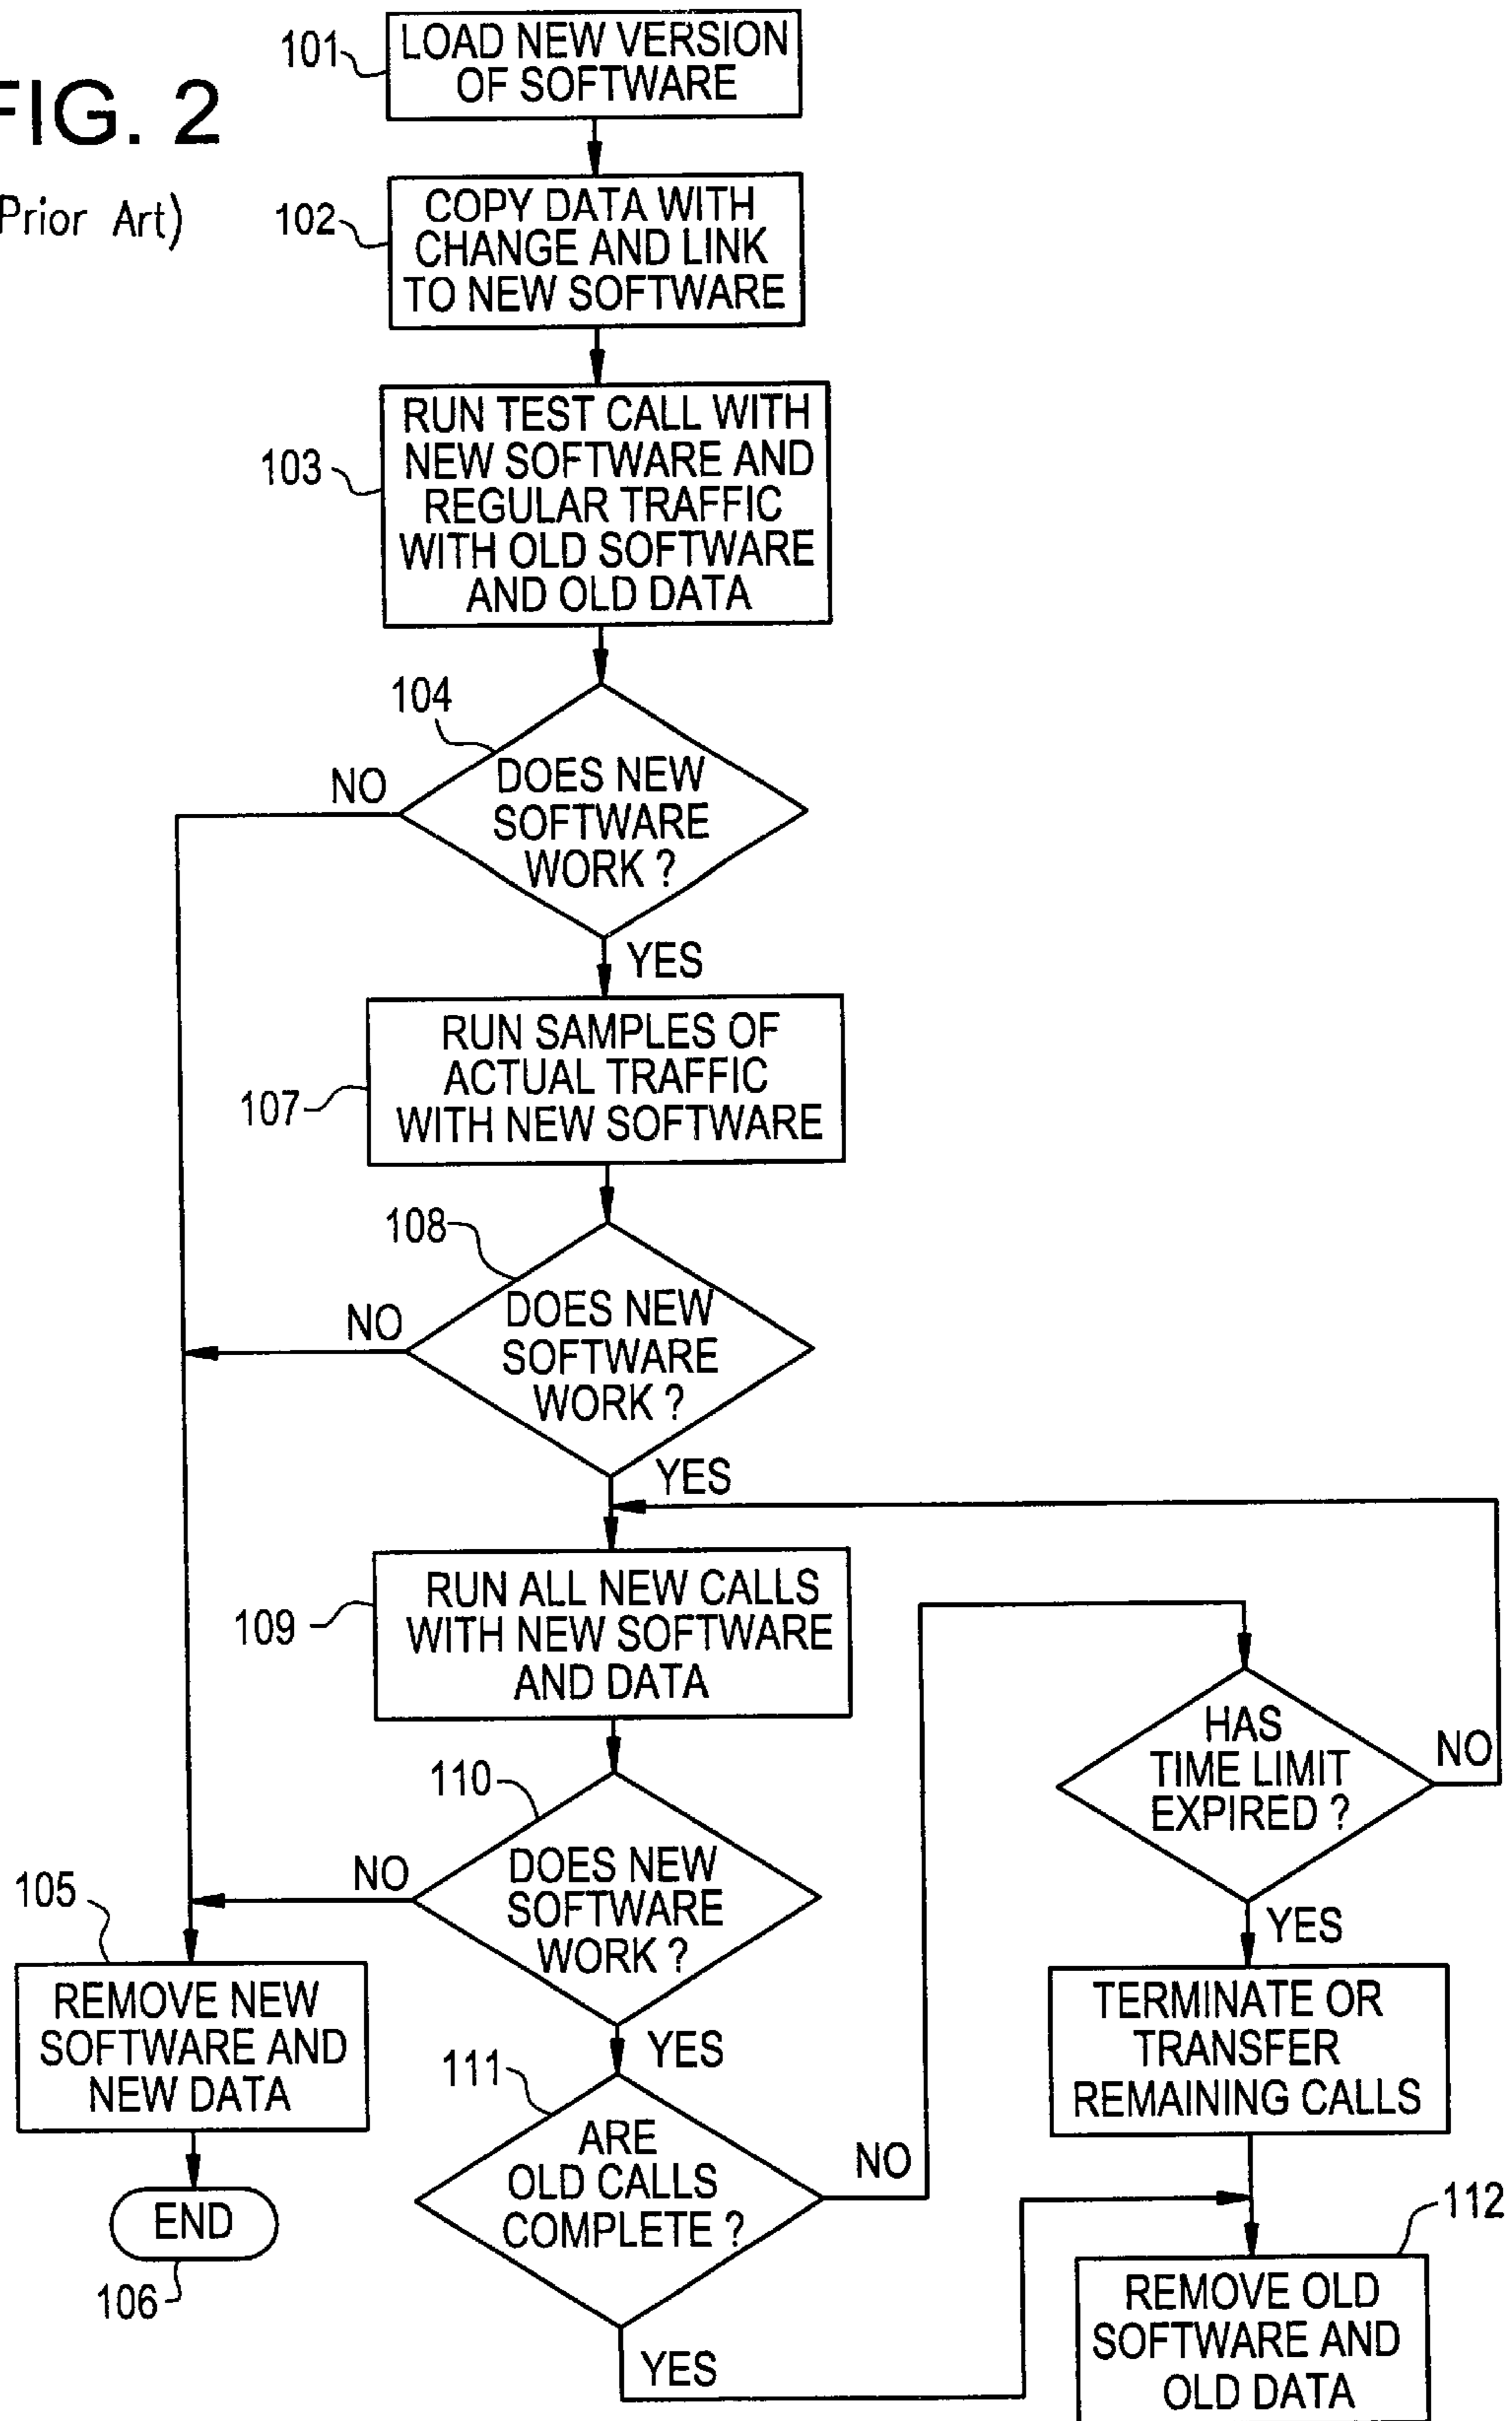 FIG. 2
(Prior Art)
101
LOAD NEW VERSION
OF SOFTWARE
102
COPY DATA WITH
CHANGE AND LINK
TO NEW SOFTWARE
103
RUN TEST CALL WITH
NEW SOFTWARE AND
REGULAR TRAFFIC
WITH OLD SOFTWARE
AND OLD DATA
104
NO
DOES NEW
SOFTWARE
WORK ?
YES
107
RUN SAMPLES OF
ACTUAL TRAFFIC
WITH NEW SOFTWARE
108
NO
DOES NEW
SOFTWARE
WORK ?
YES
109
RUN ALL NEW CALLS
WITH NEW SOFTWARE
AND DATA
110
NO
DOES NEW
SOFTWARE
WORK ?
YES
105
REMOVE NEW
SOFTWARE AND
NEW DATA
END
106
111
ARE
OLD CALLS
COMPLETE ?
NO
YES
HAS
TIME LIMIT
EXPIRED ?
NO
YES
TERMINATE OR
TRANSFER
REMAINING CALLS
112
REMOVE OLD
SOFTWARE AND
OLD DATA